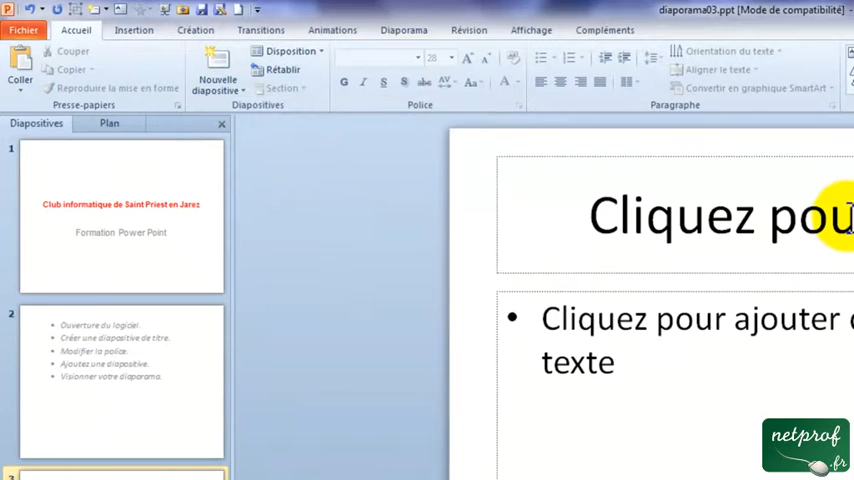 diaporama03.ppt [Mode de compatibilité] -
Fichier Accueil Insertion Création Transitions Animations Diaporama Révision Affichage Compléments
Coller
Couper
Copier
Reproduire la mise en forme
Presse-papiers
Nouvelle diapositive
Disposition
Rétablir
Section
Diapositives
28
G I S S abc AV Aa A
Police
Orientation du texte
Aligner le texte
Convertir en graphique SmartArt
Paragraphe
Diapositives Plan
1
Club informatique de Saint Priest en Jarez
Formation Power Point
2
• Ouverture du logiciel.
• Créer une diapositive de titre.
• Modifier la police.
• Ajoutez une diapositive.
• Visionner votre diaporama.
3
Cliquez pou
• Cliquez pour ajouter
texte
netprof
.fr